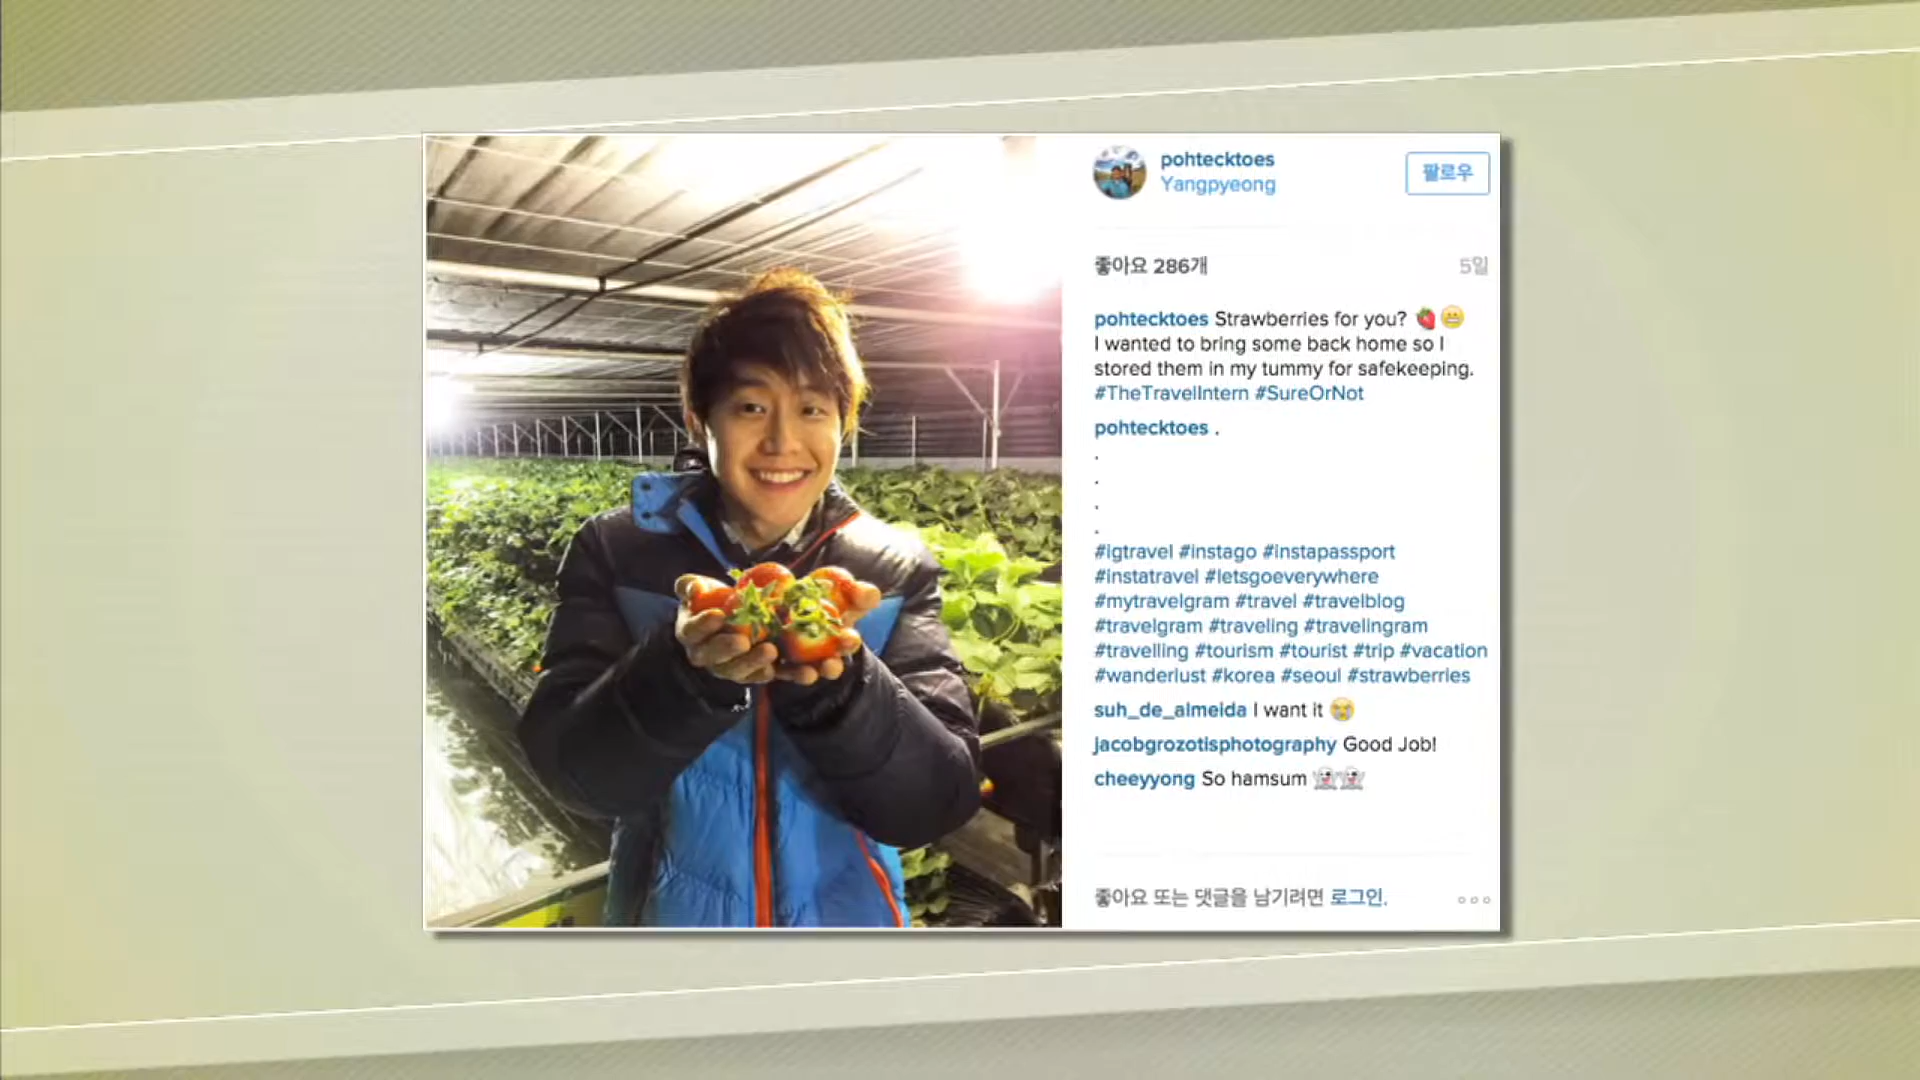 pohtecktoes
Yangpyeong
팔로우
좋아요 286개
5일
pohtecktoes Strawberries for you? 🍓😬
I wanted to bring some back home so I
stored them in my tummy for safekeeping.
#TheTravelIntern #SureOrNot
pohtecktoes .
.
.
.
.
#igtravel #instago #instapassport
#instatravel #letsgoeverywhere
#mytravelgram #travel #travelblog
#travelgram #traveling #travelingram
#travelling #tourism #tourist #trip #vacation
#wanderlust #korea #seoul #strawberries
suh_de_almeida I want it 😭
jacobgrozotisphotography Good Job!
cheeyyong So hamsum 👻👻
좋아요 또는 댓글을 남기려면 로그인.